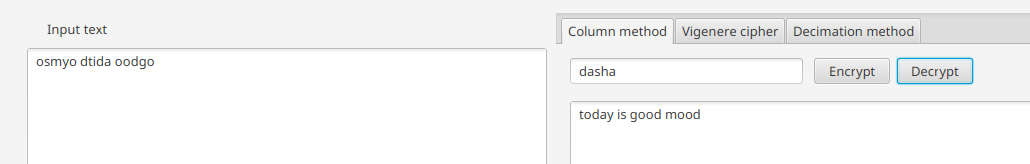 Input text
osmyo dtida oodgo
Column method Vigenere cipher Decimation method
dasha Encrypt Decrypt
today is good mood